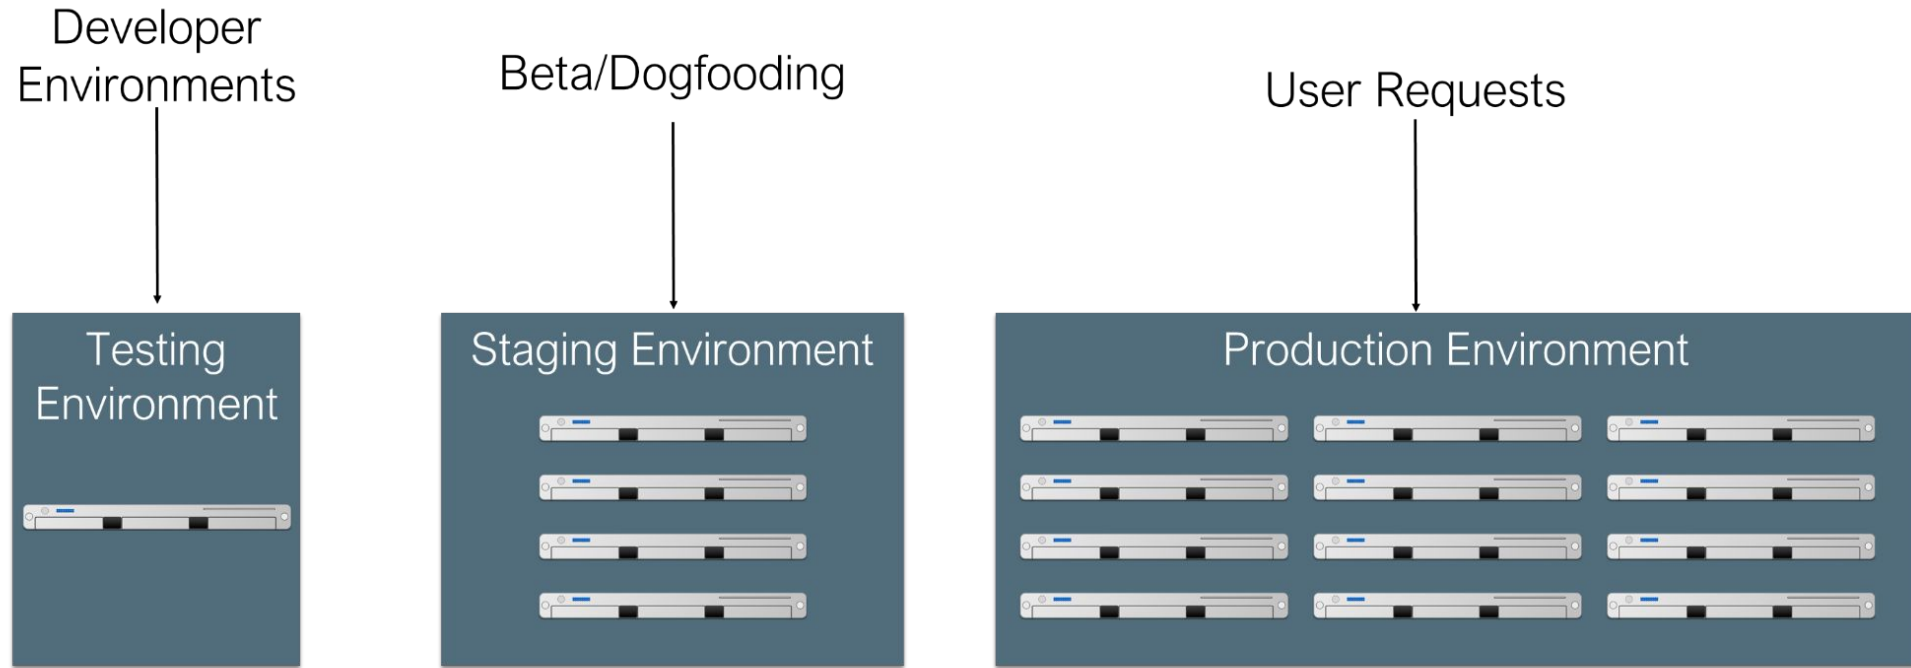 Developer
Environments
Beta/Dogfooding
User Requests
Testing
Environment
Staging Environment
Production Environment